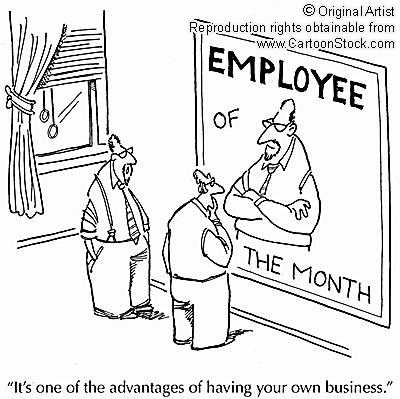 © Original Artist
Reproduction rights obtainable from
www.CartoonStock.com
EMPLOYEE
OF
THE MONTH
"It's one of the advantages of having your own business."